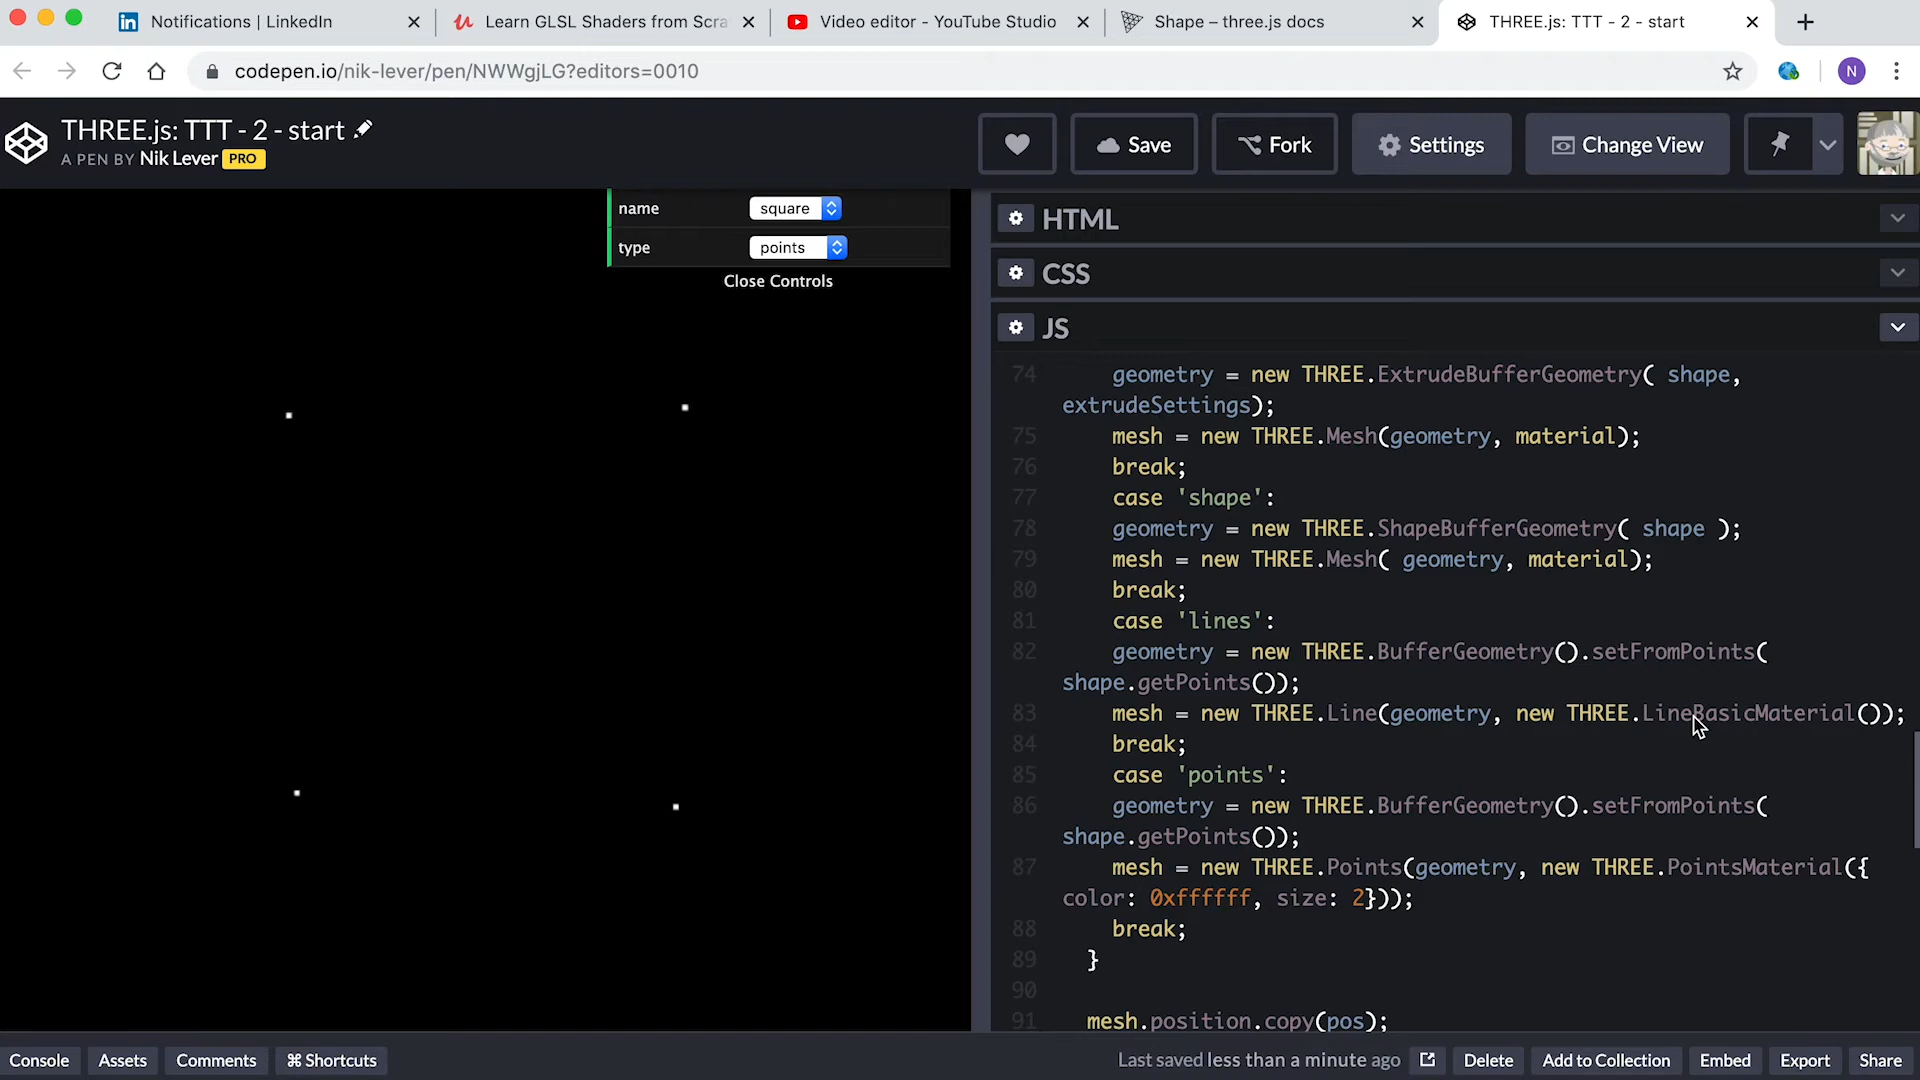 Notifications | LinkedIn
Learn GLSL Shaders from Scra
Video editor - YouTube Studio
Shape – three.js docs
THREE.js: TTT - 2 - start
codepen.io/nik-lever/pen/NWWgjLG?editors=0010
N
THREE.js: TTT - 2 - start
A PEN BY Nik Lever PRO
Save
Fork
Settings
Change View
name square
type points
Close Controls
HTML
CSS
JS
74 geometry = new THREE.ExtrudeBufferGeometry( shape,
extrudeSettings);
75 mesh = new THREE.Mesh(geometry, material);
76 break;
77 case 'shape':
78 geometry = new THREE.ShapeBufferGeometry( shape );
79 mesh = new THREE.Mesh( geometry, material);
80 break;
81 case 'lines':
82 geometry = new THREE.BufferGeometry().setFromPoints(
shape.getPoints());
83 mesh = new THREE.Line(geometry, new THREE.LineBasicMaterial());
84 break;
85 case 'points':
86 geometry = new THREE.BufferGeometry().setFromPoints(
shape.getPoints());
87 mesh = new THREE.Points(geometry, new THREE.PointsMaterial({
color: 0xffffff, size: 2}));
88 break;
89 }
90
91 mesh.position.copy(pos);
Console
Assets
Comments
⌘ Shortcuts
Last saved less than a minute ago
Delete
Add to Collection
Embed
Export
Share